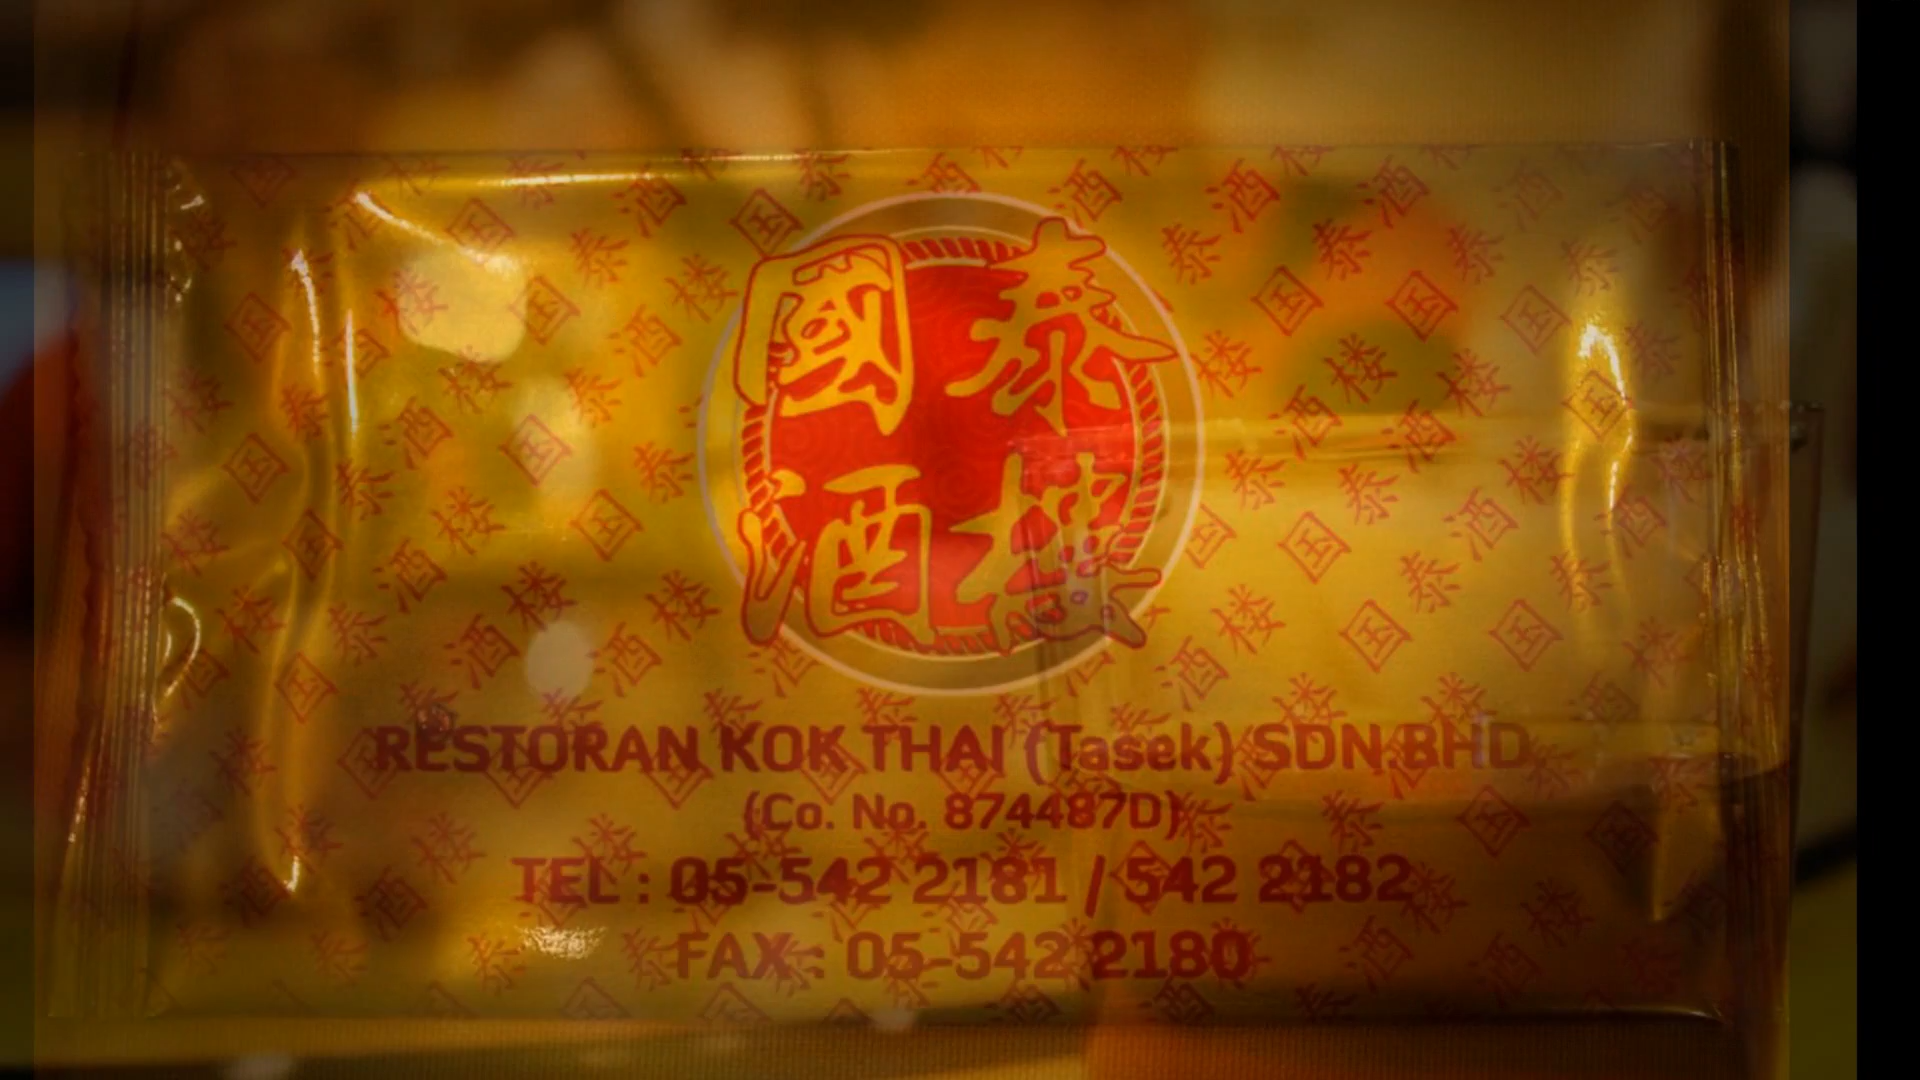 國泰
酒楼
RESTORAN KOK THAI (Tasek) SDN.BHD
(Co. No. 874487D)
TEL : 05-542 2181 / 542 2182
FAX : 05-542 2180